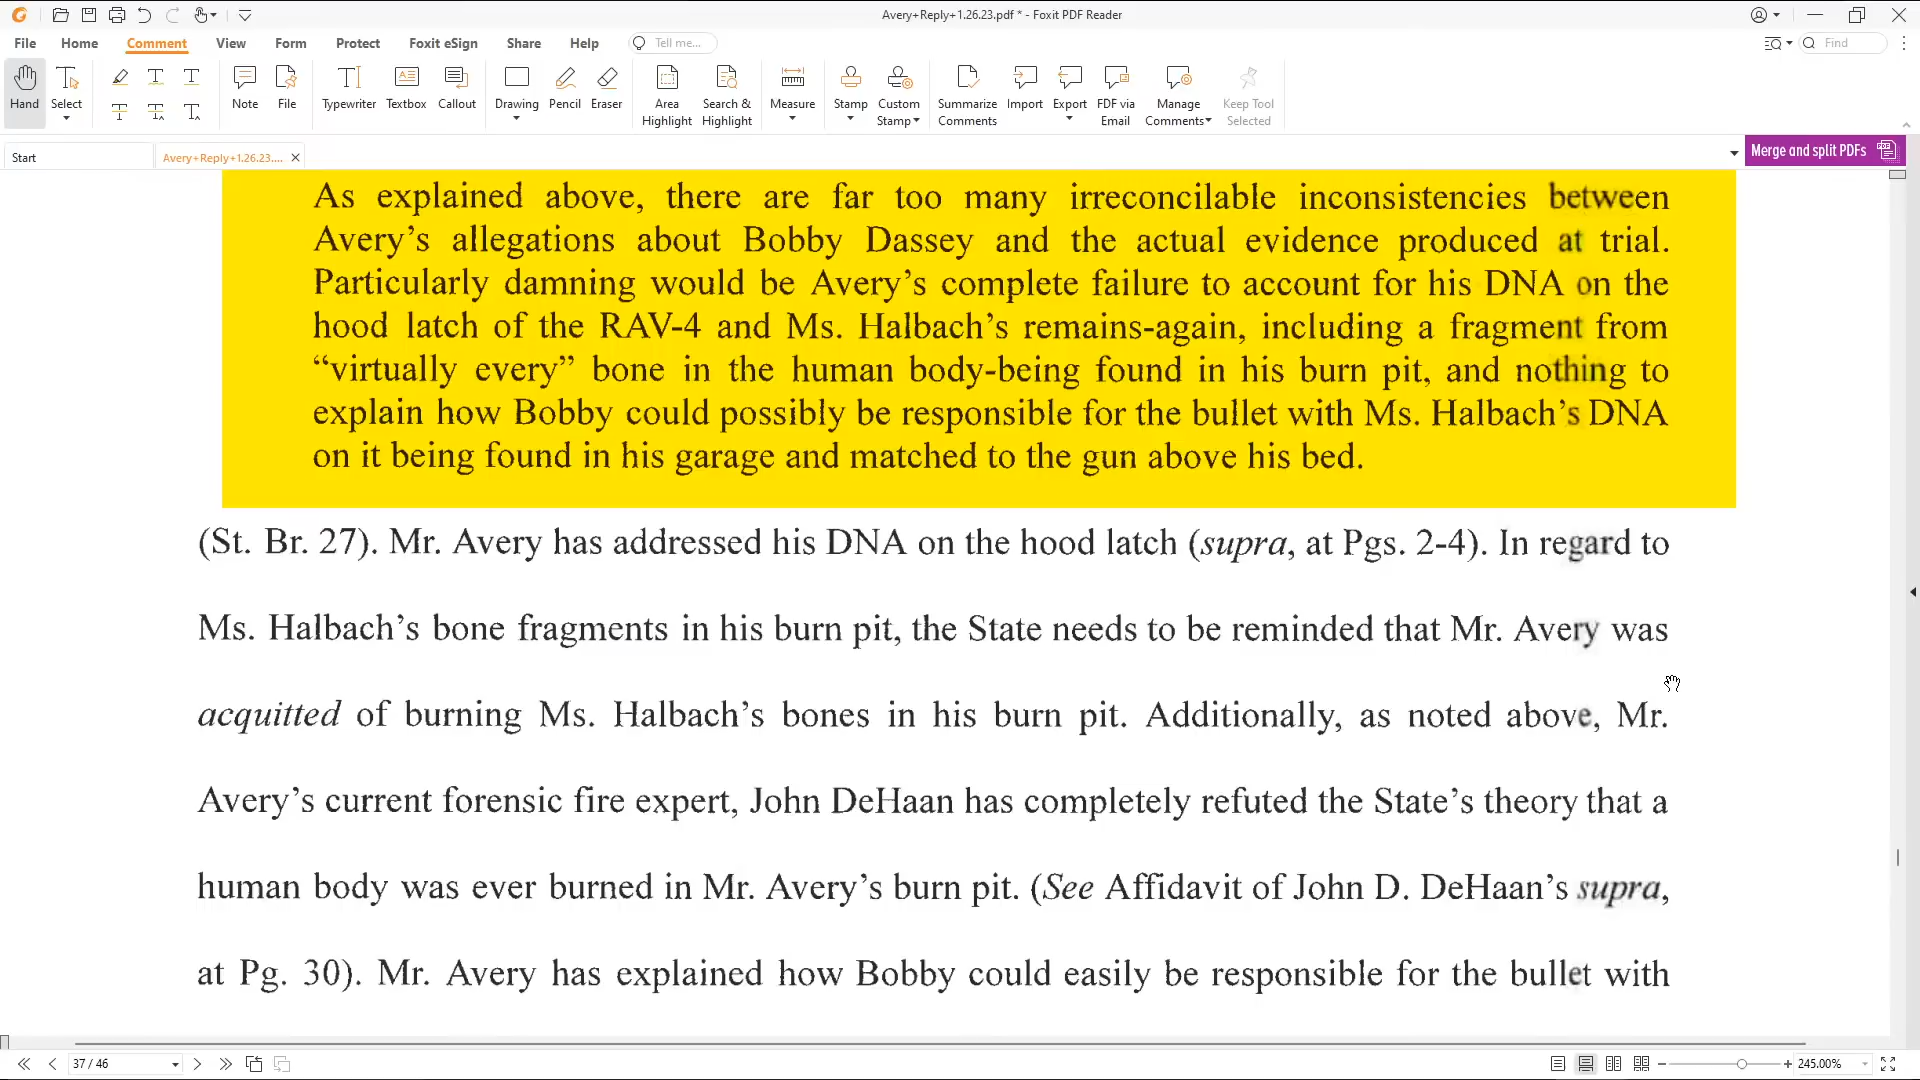 Avery+Reply+1.26.23.pdf * - Foxit PDF Reader
File Home Comment View Form Protect Foxit eSign Share Help Tell me... Find
Hand Select Note File Typewriter Textbox Callout Drawing Pencil Eraser Area Highlight Search & Highlight Measure Stamp Custom Stamp Summarize Comments Import Export FDF via Email Manage Comments Keep Tool Selected
Start Avery+Reply+1.26.23.... Merge and split PDFs
As explained above, there are far too many irreconcilable inconsistencies between
Avery’s allegations about Bobby Dassey and the actual evidence produced at trial.
Particularly damning would be Avery’s complete failure to account for his DNA on the
hood latch of the RAV-4 and Ms. Halbach’s remains-again, including a fragment from
“virtually every” bone in the human body-being found in his burn pit, and nothing to
explain how Bobby could possibly be responsible for the bullet with Ms. Halbach’s DNA
on it being found in his garage and matched to the gun above his bed.
(St. Br. 27). Mr. Avery has addressed his DNA on the hood latch (supra, at Pgs. 2-4). In regard to
Ms. Halbach’s bone fragments in his burn pit, the State needs to be reminded that Mr. Avery was
acquitted of burning Ms. Halbach’s bones in his burn pit. Additionally, as noted above, Mr.
Avery’s current forensic fire expert, John DeHaan has completely refuted the State’s theory that a
human body was ever burned in Mr. Avery’s burn pit. (See Affidavit of John D. DeHaan’s supra,
at Pg. 30). Mr. Avery has explained how Bobby could easily be responsible for the bullet with
37 / 46 245.00%